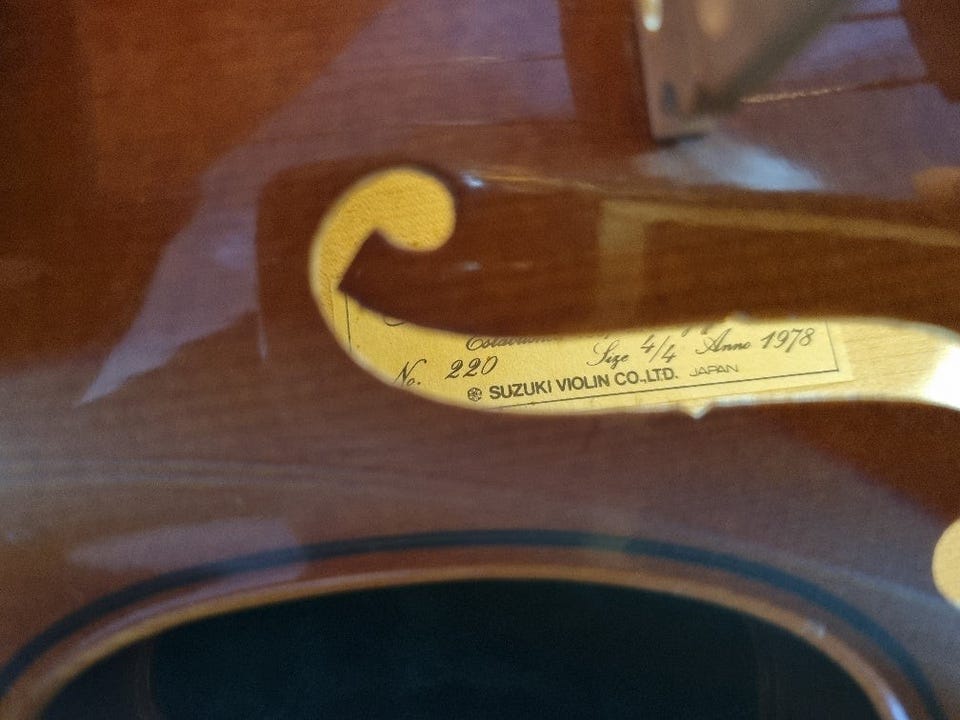 No. 220 Size 4/4 Anno 1978
SUZUKI VIOLIN CO.,LTD. JAPAN